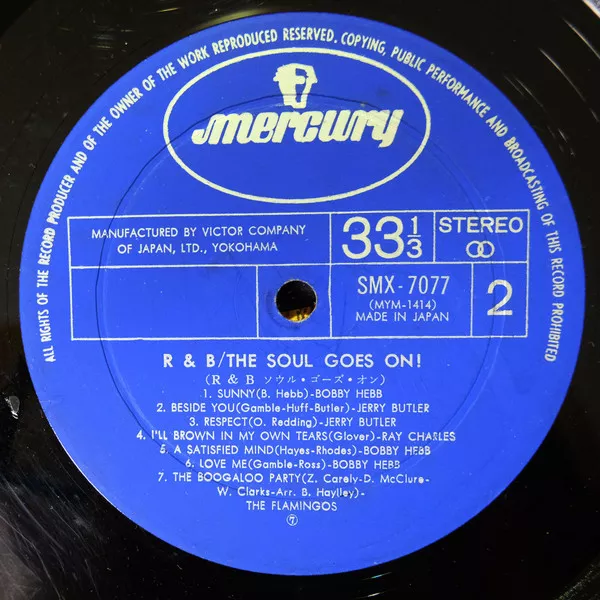 ALL RIGHTS OF THE RECORD PRODUCER AND OF THE OWNER OF THE WORK REPRODUCED RESERVED. COPYING, PUBLIC PERFORMANCE AND BROADCASTING OF THIS RECORD PROHIBITED
mercury
MANUFACTURED BY VICTOR COMPANY
OF JAPAN, LTD., YOKOHAMA
33 1/3
STEREO
SMX-7077
(MYM-1414)
MADE IN JAPAN
2
R & B/THE SOUL GOES ON!
(R & B ソウル・ゴーズ・オン)
1. SUNNY(B. Hebb)-BOBBY HEBB
2. BESIDE YOU(Gamble-Huff-Butler)-JERRY BUTLER
3. RESPECT(O. Redding)-JERRY BUTLER
4. I'LL BROWN IN MY OWN TEARS(Glover)-RAY CHARLES
5. A SATISFIED MIND(Hayes-Rhodes)-BOBBY HEBB
6. LOVE ME(Gamble-Ross)-BOBBY HEBB
7. THE BOOGALOO PARTY(Z. Carely-D. McClure-
W. Clarks-Arr. B. Haylley)-
THE FLAMINGOS
⑦